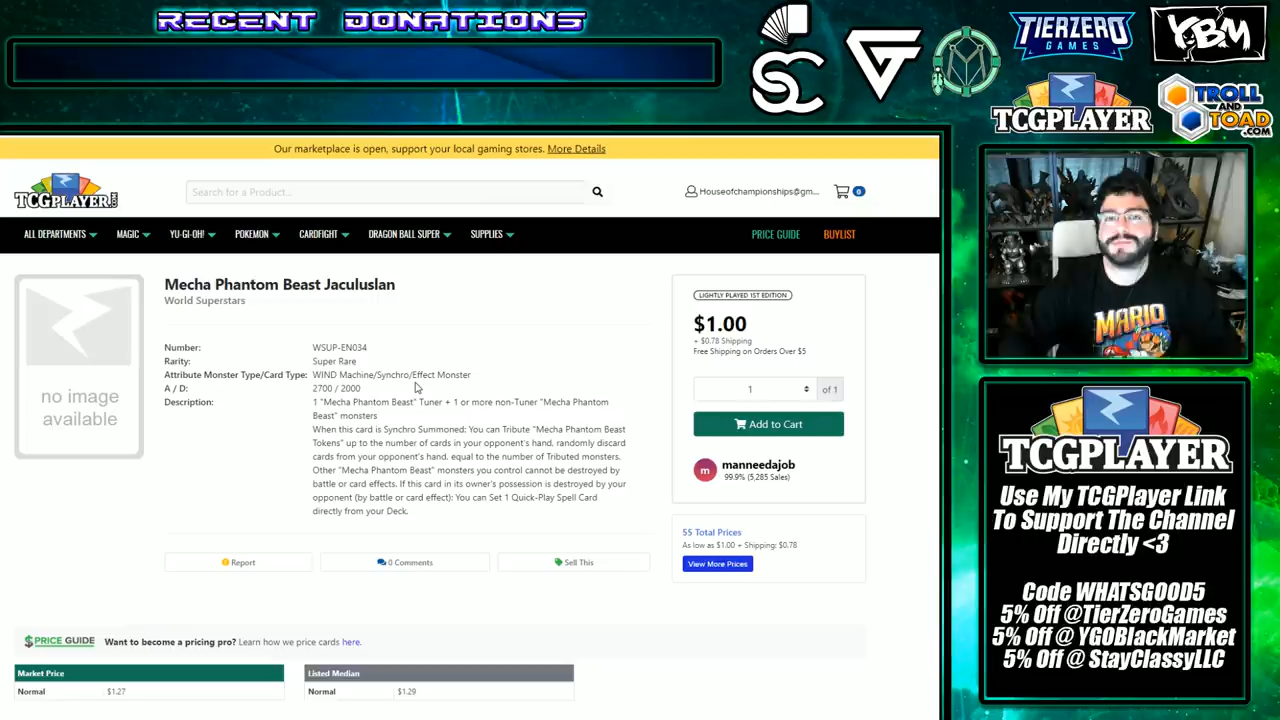 RECENT DONATIONS
SC
TIERZERO
GAMES
YBM
TCGPLAYER
TROLL
AND
TOAD
.COM
Our marketplace is open, support your local gaming stores. More Details
TCGPLAYER.COM
Search for a Product...
Houseofchampionships@gm...
0
ALL DEPARTMENTS
MAGIC
YU-GI-OH!
POKEMON
CARDFIGHT
DRAGON BALL SUPER
SUPPLIES
PRICE GUIDE
BUYLIST
no image
available
Mecha Phantom Beast Jaculuslan
World Superstars
Number: WSUP-EN034
Rarity: Super Rare
Attribute Monster Type/Card Type: WIND Machine/Synchro/Effect Monster
A / D: 2700 / 2000
Description: 1 "Mecha Phantom Beast" Tuner + 1 or more non-Tuner "Mecha Phantom
Beast" monsters
When this card is Synchro Summoned: You can Tribute "Mecha Phantom Beast
Tokens" up to the number of cards in your opponent's hand, randomly discard
cards from your opponent's hand, equal to the number of Tributed monsters.
Other "Mecha Phantom Beast" monsters you control cannot be destroyed by
battle or card effects. If this card in its owner's possession is destroyed by your
opponent (by battle or card effect): You can Set 1 Quick-Play Spell Card
directly from your Deck.
Report
0 Comments
Sell This
LIGHTLY PLAYED 1ST EDITION
$1.00
+ $0.78 Shipping
Free Shipping on Orders Over $5
1
of 1
Add to Cart
m
manneedajob
99.9% (5,285 Sales)
55 Total Prices
As low as $1.00 + Shipping: $0.78
View More Prices
$ PRICE GUIDE
Want to become a pricing pro? Learn how we price cards here.
Market Price
Normal $1.27
Listed Median
Normal $1.29
MARIO
TCGPLAYER
Use My TCGPlayer Link
To Support The Channel
Directly <3
Code WHATSGOOD5
5% Off @TierZeroGames
5% Off @ YGOBlackMarket
5% Off @ StayClassyLLC